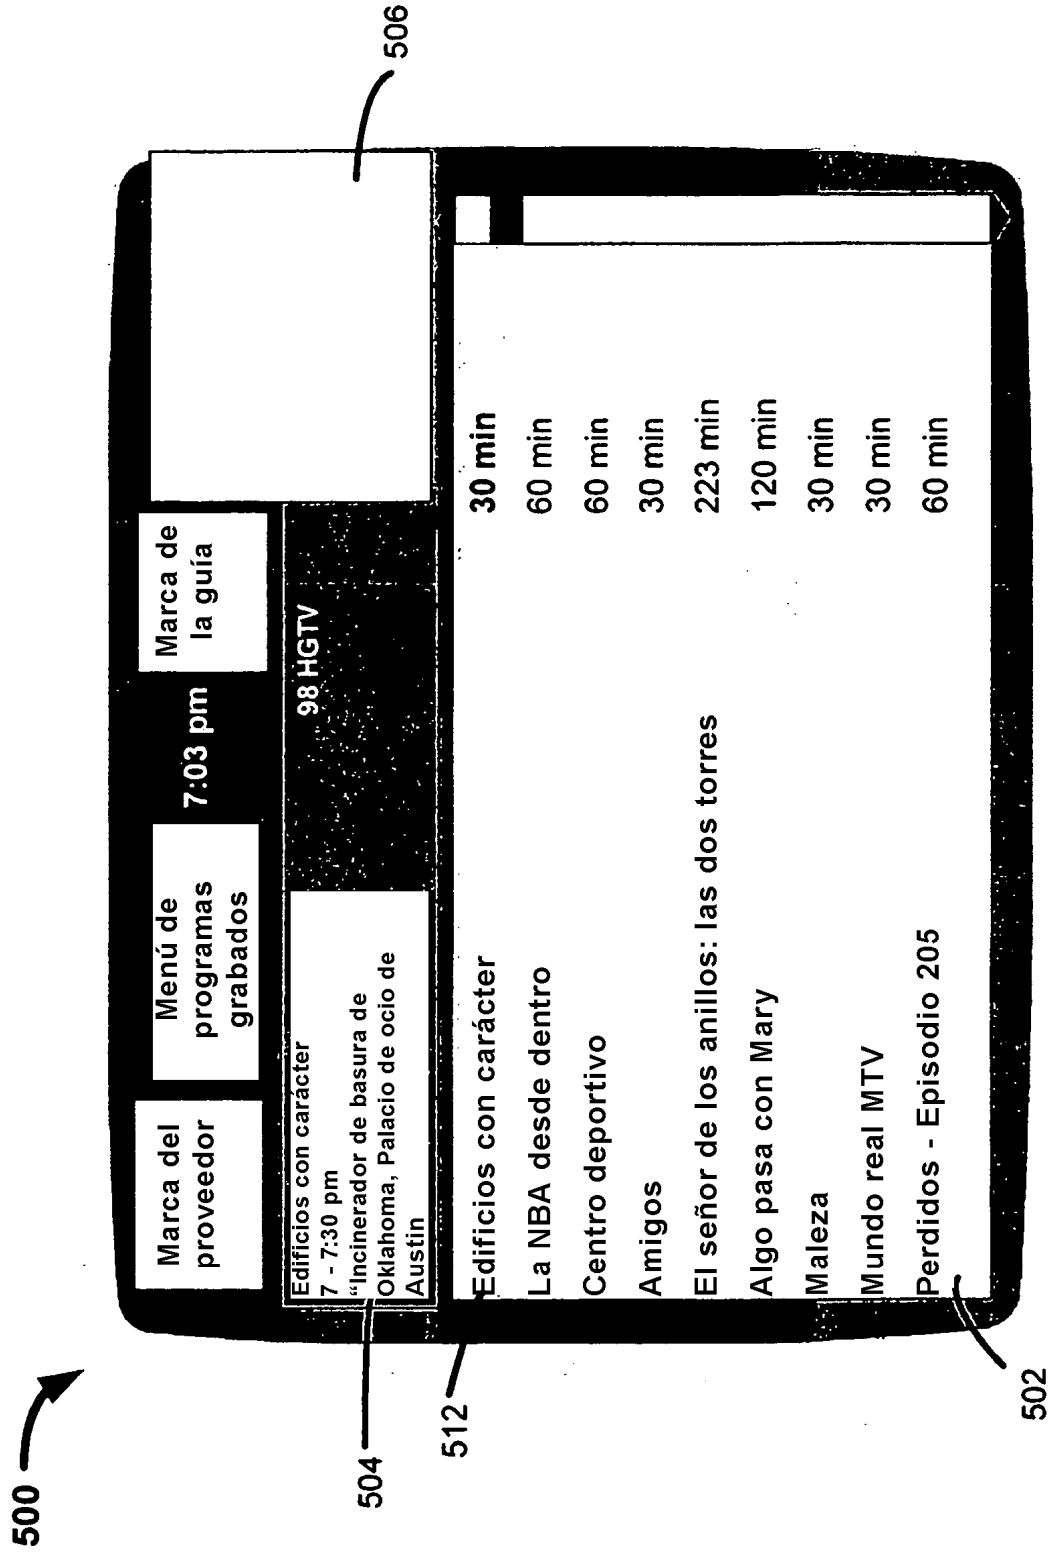 500
506
Marca del
proveedor
Menú de
programas
grabados
7:03 pm
Marca de
la guía
Edificios con carácter
7 - 7:30 pm
"Incinerador de basura de
Oklahoma, Palacio de ocio de
Austin
98 HGTV
504
512
Edificios con carácter 30 min
La NBA desde dentro 60 min
Centro deportivo 60 min
Amigos 30 min
El señor de los anillos: las dos torres 223 min
Algo pasa con Mary 120 min
Maleza 30 min
Mundo real MTV 30 min
Perdidos - Episodio 205 60 min
502